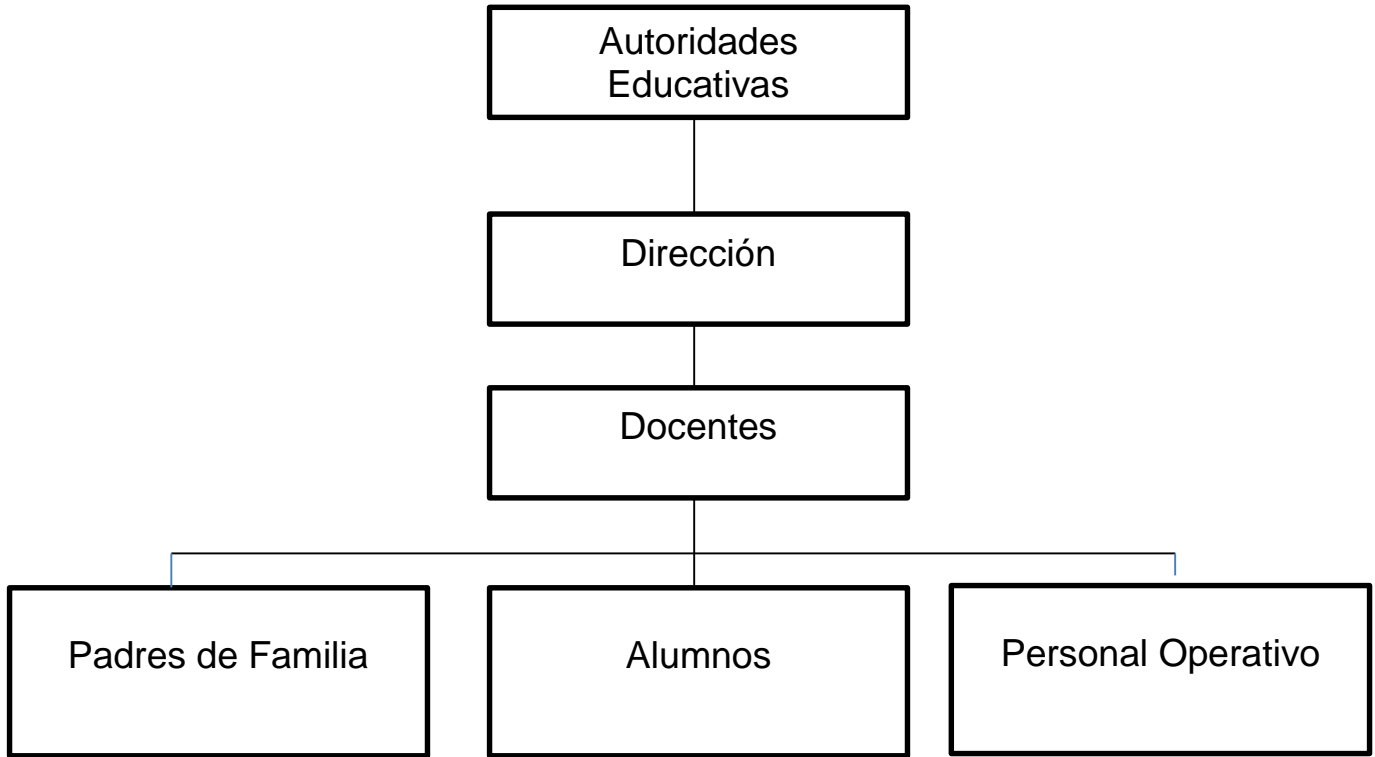 Autoridades
Educativas
Dirección
Docentes
Padres de Familia
Alumnos
Personal Operativo